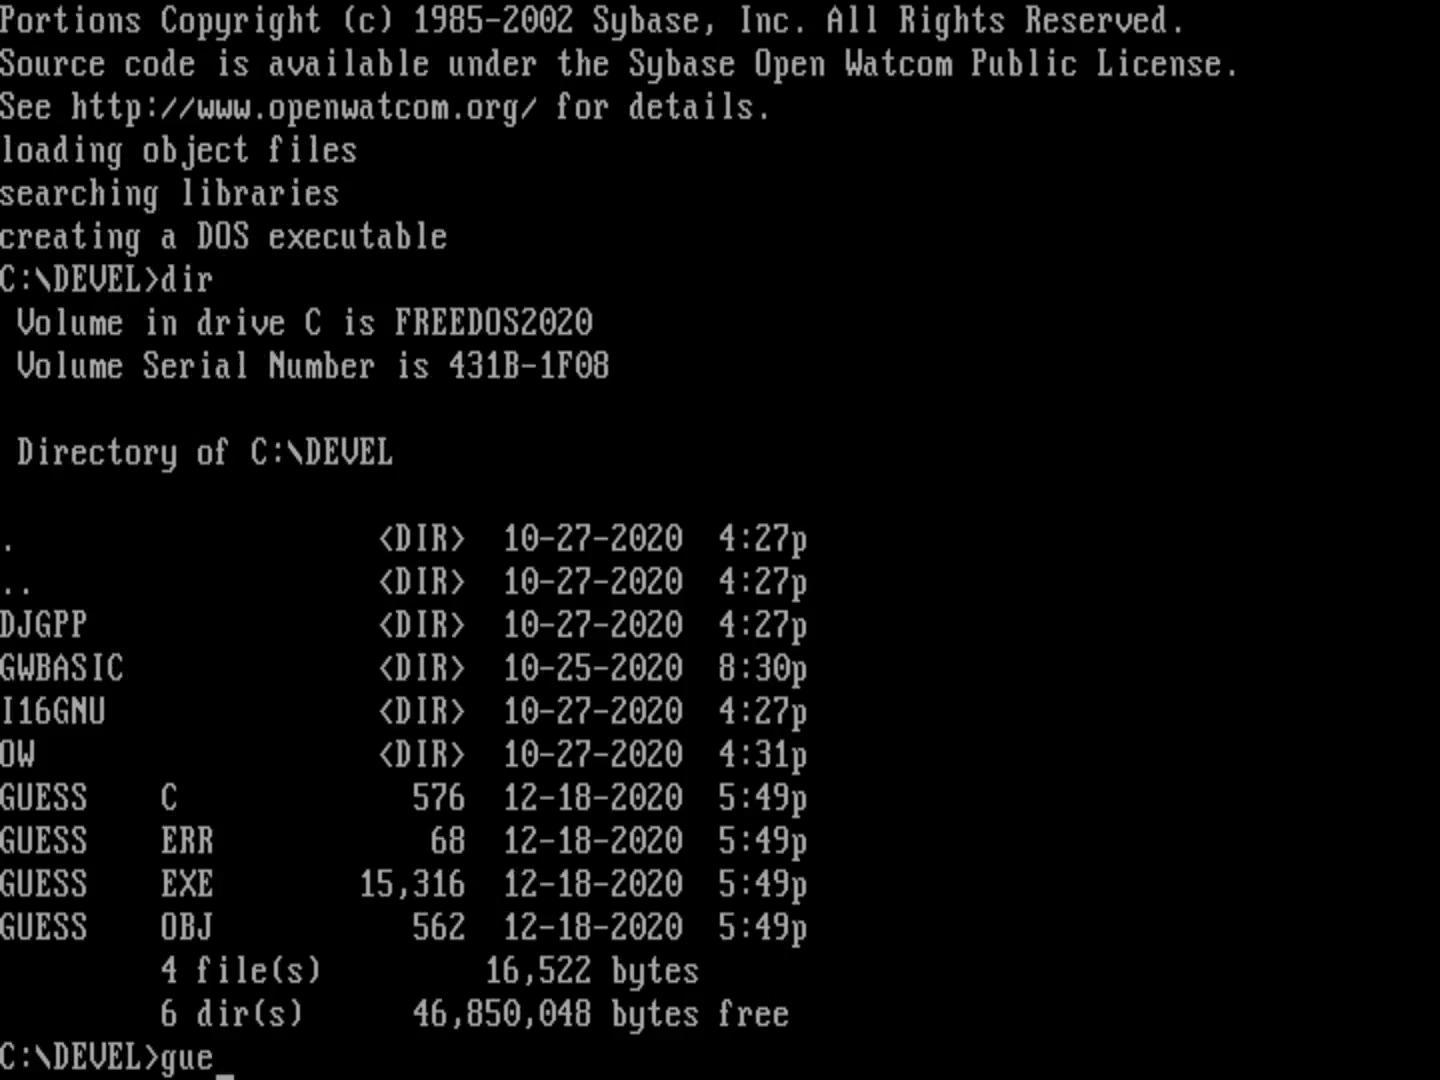 Portions Copyright (c) 1985-2002 Sybase, Inc. All Rights Reserved.
Source code is available under the Sybase Open Watcom Public License.
See http://www.openwatcom.org/ for details.
loading object files
searching libraries
creating a DOS executable
C:\DEVEL>dir
Volume in drive C is FREEDOS2020
Volume Serial Number is 431B-1F08
Directory of C:\DEVEL
. <DIR> 10-27-2020 4:27p
.. <DIR> 10-27-2020 4:27p
DJGPP <DIR> 10-27-2020 4:27p
GWBASIC <DIR> 10-25-2020 8:30p
I16GNU <DIR> 10-27-2020 4:27p
OW <DIR> 10-27-2020 4:31p
GUESS C 576 12-18-2020 5:49p
GUESS ERR 68 12-18-2020 5:49p
GUESS EXE 15,316 12-18-2020 5:49p
GUESS OBJ 562 12-18-2020 5:49p
4 file(s) 16,522 bytes
6 dir(s) 46,850,048 bytes free
C:\DEVEL>gue_